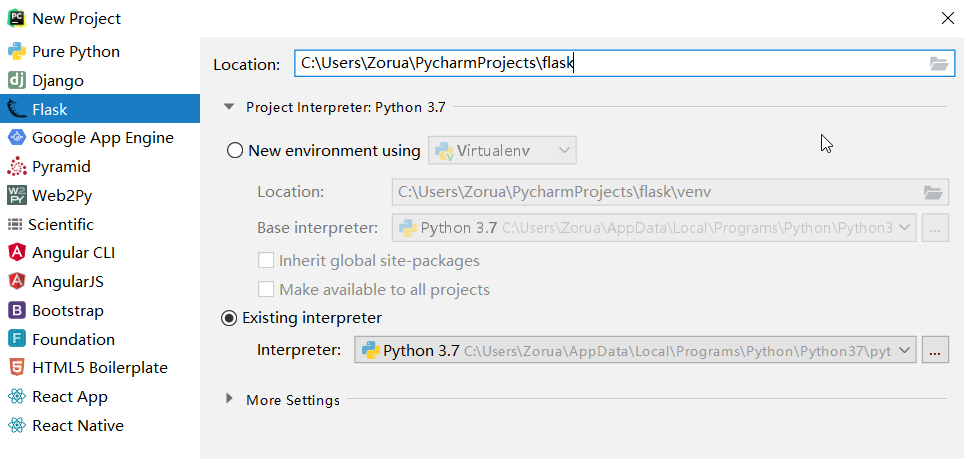 New Project
Pure Python
Django
Flask
Google App Engine
Pyramid
Web2Py
Scientific
Angular CLI
AngularJS
Bootstrap
Foundation
HTML5 Boilerplate
React App
React Native
Location: C:\Users\Zorua\PycharmProjects\flask
Project Interpreter: Python 3.7
New environment using Virtualenv
Location: C:\Users\Zorua\PycharmProjects\flask\venv
Base interpreter: Python 3.7 C:\Users\Zorua\AppData\Local\Programs\Python\Python3 ...
Inherit global site-packages
Make available to all projects
Existing interpreter
Interpreter: Python 3.7 C:\Users\Zorua\AppData\Local\Programs\Python\Python37\pyt ...
More Settings